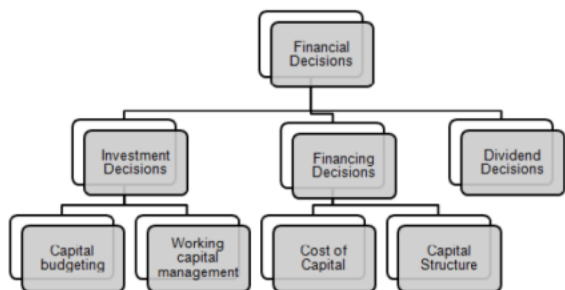 Financial
Decisions
Investment
Decisions
Financing
Decisions
Dividend
Decisions
Capital
budgeting
Working
capital
management
Cost of
Capital
Capital
Structure